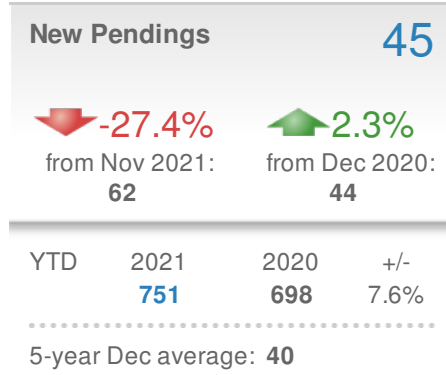 New Pendings 45
-27.4% 2.3%
from Nov 2021: from Dec 2020:
62 44
YTD 2021 2020 +/-
751 698 7.6%
5-year Dec average: 40